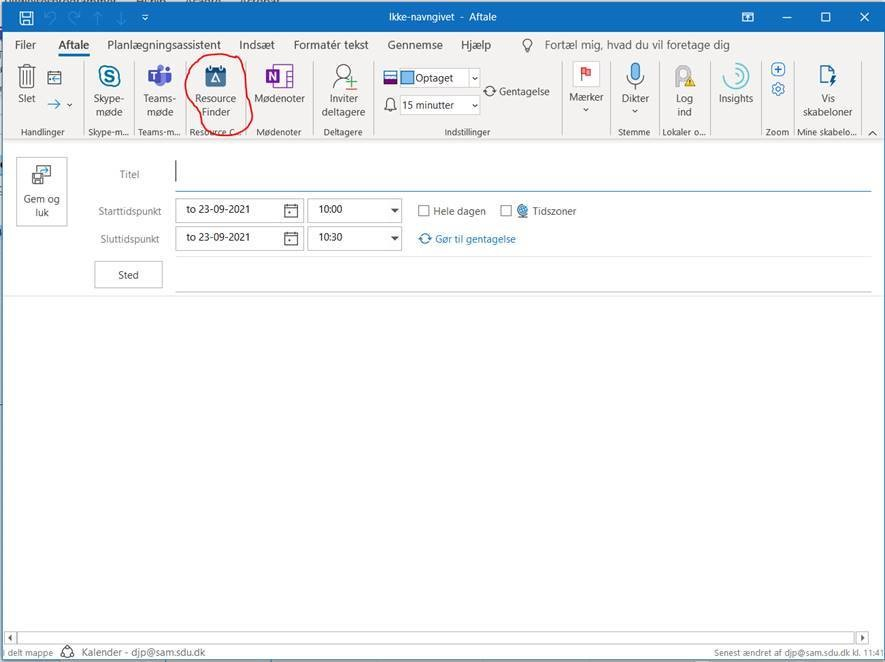 Ikke-navngivet - Aftale
Filer Aftale Planlægningsassistent Indsæt Formatér tekst Gennemse Hjælp Fortæl mig, hvad du vil foretage dig
Slet
Skype-
møde
Teams-
møde
Resource
Finder
Mødenoter
Inviter
deltagere
Optaget
15 minutter
Gentagelse
Mærker
Dikter
Log
ind
Insights
Vis
skabeloner
Handlinger Skype-m... Teams-m... Resource C... Mødenoter Deltagere Indstillinger Stemme Lokaler o... Zoom Mine skabelo...
Gem og
luk
Titel
Starttidspunkt to 23-09-2021 10:00 Hele dagen Tidszoner
Sluttidspunkt to 23-09-2021 10:30 Gør til gentagelse
Sted
I delt mappe Kalender - djp@sam.sdu.dk Senest ændret af djp@sam.sdu.dk kl. 11:41